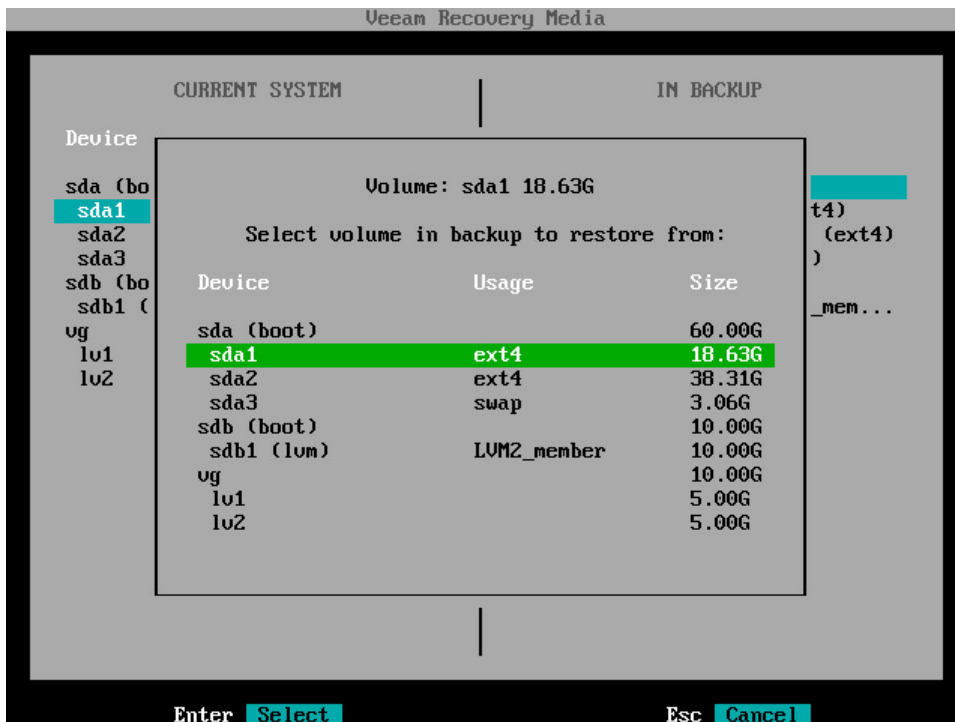 Veeam Recovery Media
CURRENT SYSTEM IN BACKUP
Device
Volume: sda1 18.63G
Select volume in backup to restore from:
sda (bo
sda1 t4)
sda2 (ext4)
sda3 )
sdb (bo
sdb1 ( _mem...
vg
lv1
lv2
Device Usage Size
sda (boot) 60.00G
sda1 ext4 18.63G
sda2 ext4 38.31G
sda3 swap 3.06G
sdb (boot) 10.00G
sdb1 (lvm) LVM2_member 10.00G
vg 10.00G
lv1 5.00G
lv2 5.00G
Enter Select Esc Cancel